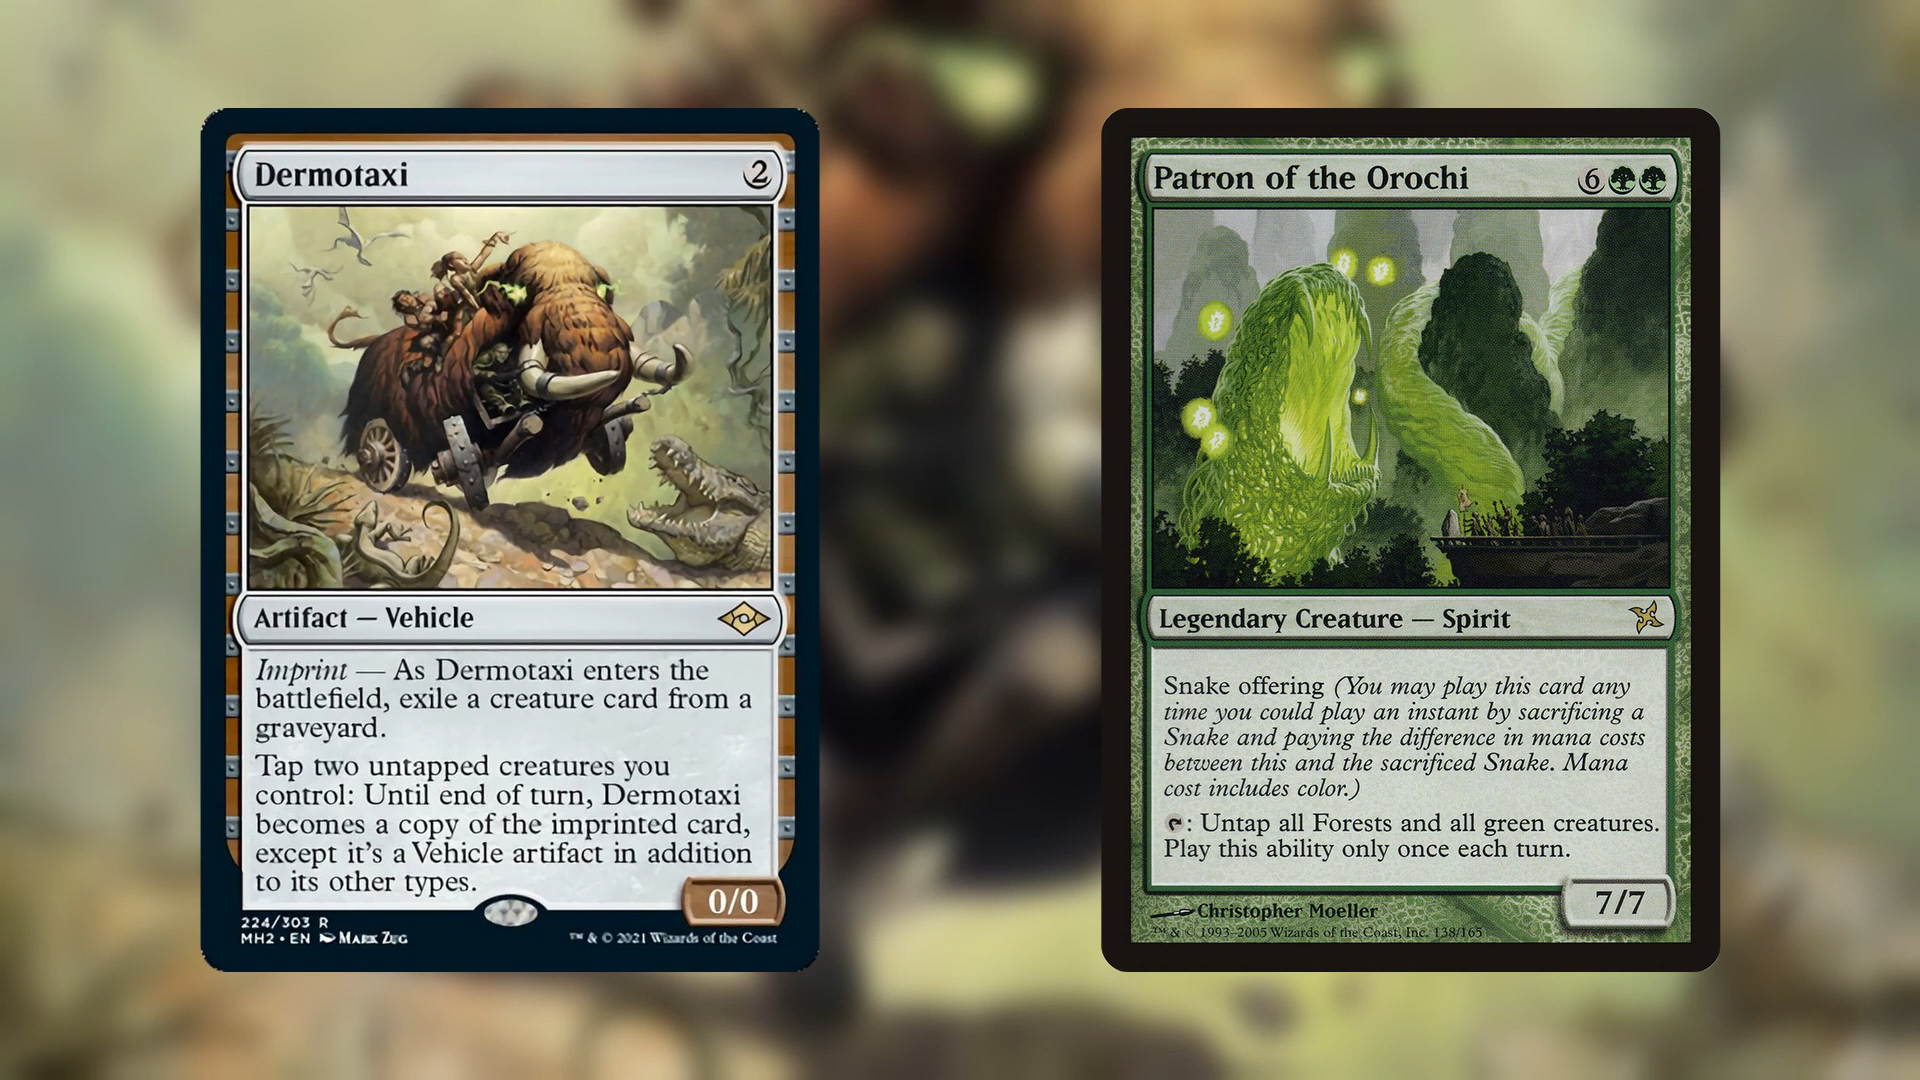 Dermotaxi 2
Artifact — Vehicle
Imprint — As Dermotaxi enters the
battlefield, exile a creature card from a
graveyard.
Tap two untapped creatures you
control: Until end of turn, Dermotaxi
becomes a copy of the imprinted card,
except it's a Vehicle artifact in addition
to its other types.
0/0
224/303 R
MH2 • EN Mark Zug
™ & © 2021 Wizards of the Coast
Patron of the Orochi 6
Legendary Creature — Spirit
Snake offering (You may play this card any
time you could play an instant by sacrificing a
Snake and paying the difference in mana costs
between this and the sacrificed Snake. Mana
cost includes color.)
: Untap all Forests and all green creatures.
Play this ability only once each turn.
7/7
Christopher Moeller
™ & © 1993–2005 Wizards of the Coast, Inc. 138/165